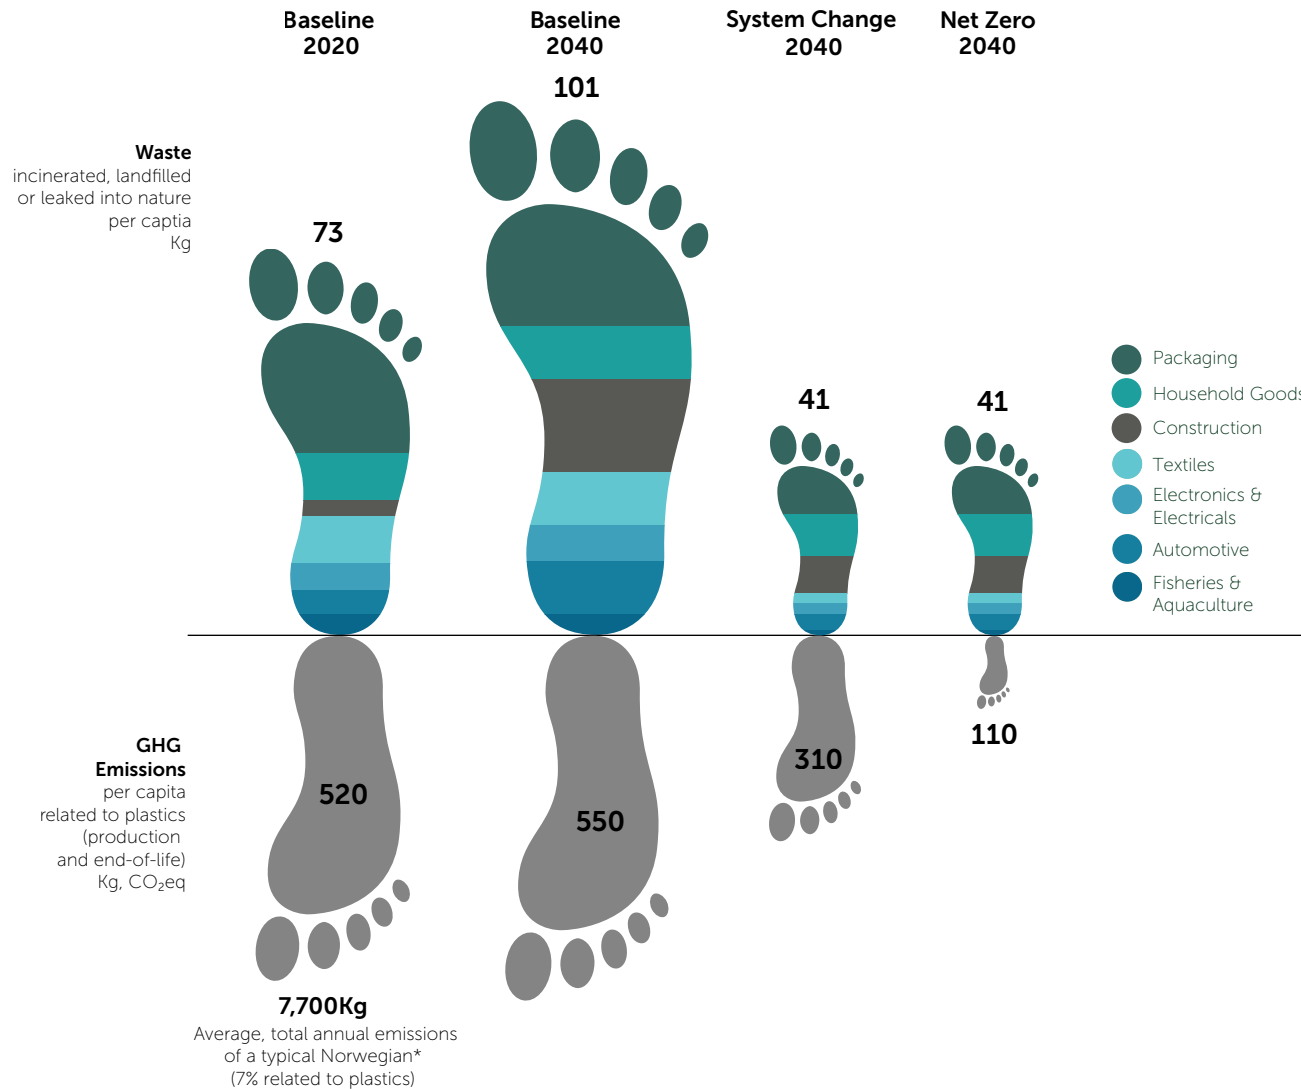 Baseline
2020
Baseline
2040
System Change
2040
Net Zero
2040
101
Waste
incinerated, landfilled
or leaked into nature
per captia
Kg
73
41
41
Packaging
Household Goods
Construction
Textiles
Electronics &
Electricals
Automotive
Fisheries &
Aquaculture
GHG
Emissions
per capita
related to plastics
(production
and end-of-life)
Kg, CO₂eq
520
550
310
110
7,700Kg
Average, total annual emissions
of a typical Norwegian*
(7% related to plastics)